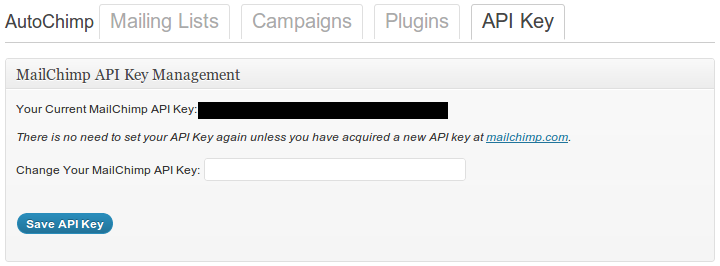 AutoChimp Mailing Lists Campaigns Plugins API Key
MailChimp API Key Management
Your Current MailChimp API Key:
There is no need to set your API Key again unless you have acquired a new API key at mailchimp.com.
Change Your MailChimp API Key:
Save API Key